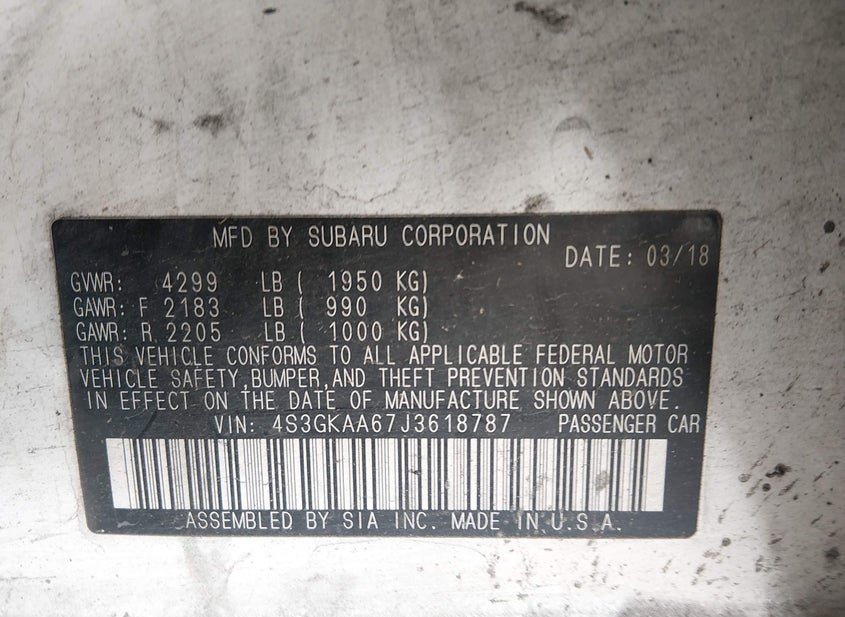 MFD BY SUBARU CORPORATION
DATE: 03/18
GVWR: 4299 LB ( 1950 KG)
GAWR: F 2183 LB ( 990 KG)
GAWR: R 2205 LB ( 1000 KG)
THIS VEHICLE CONFORMS TO ALL APPLICABLE FEDERAL MOTOR
VEHICLE SAFETY,BUMPER,AND THEFT PREVENTION STANDARDS
IN EFFECT ON THE DATE OF MANUFACTURE SHOWN ABOVE.
VIN: 4S3GKAA67J3618787 PASSENGER CAR
ASSEMBLED BY SIA INC. MADE IN U.S.A.